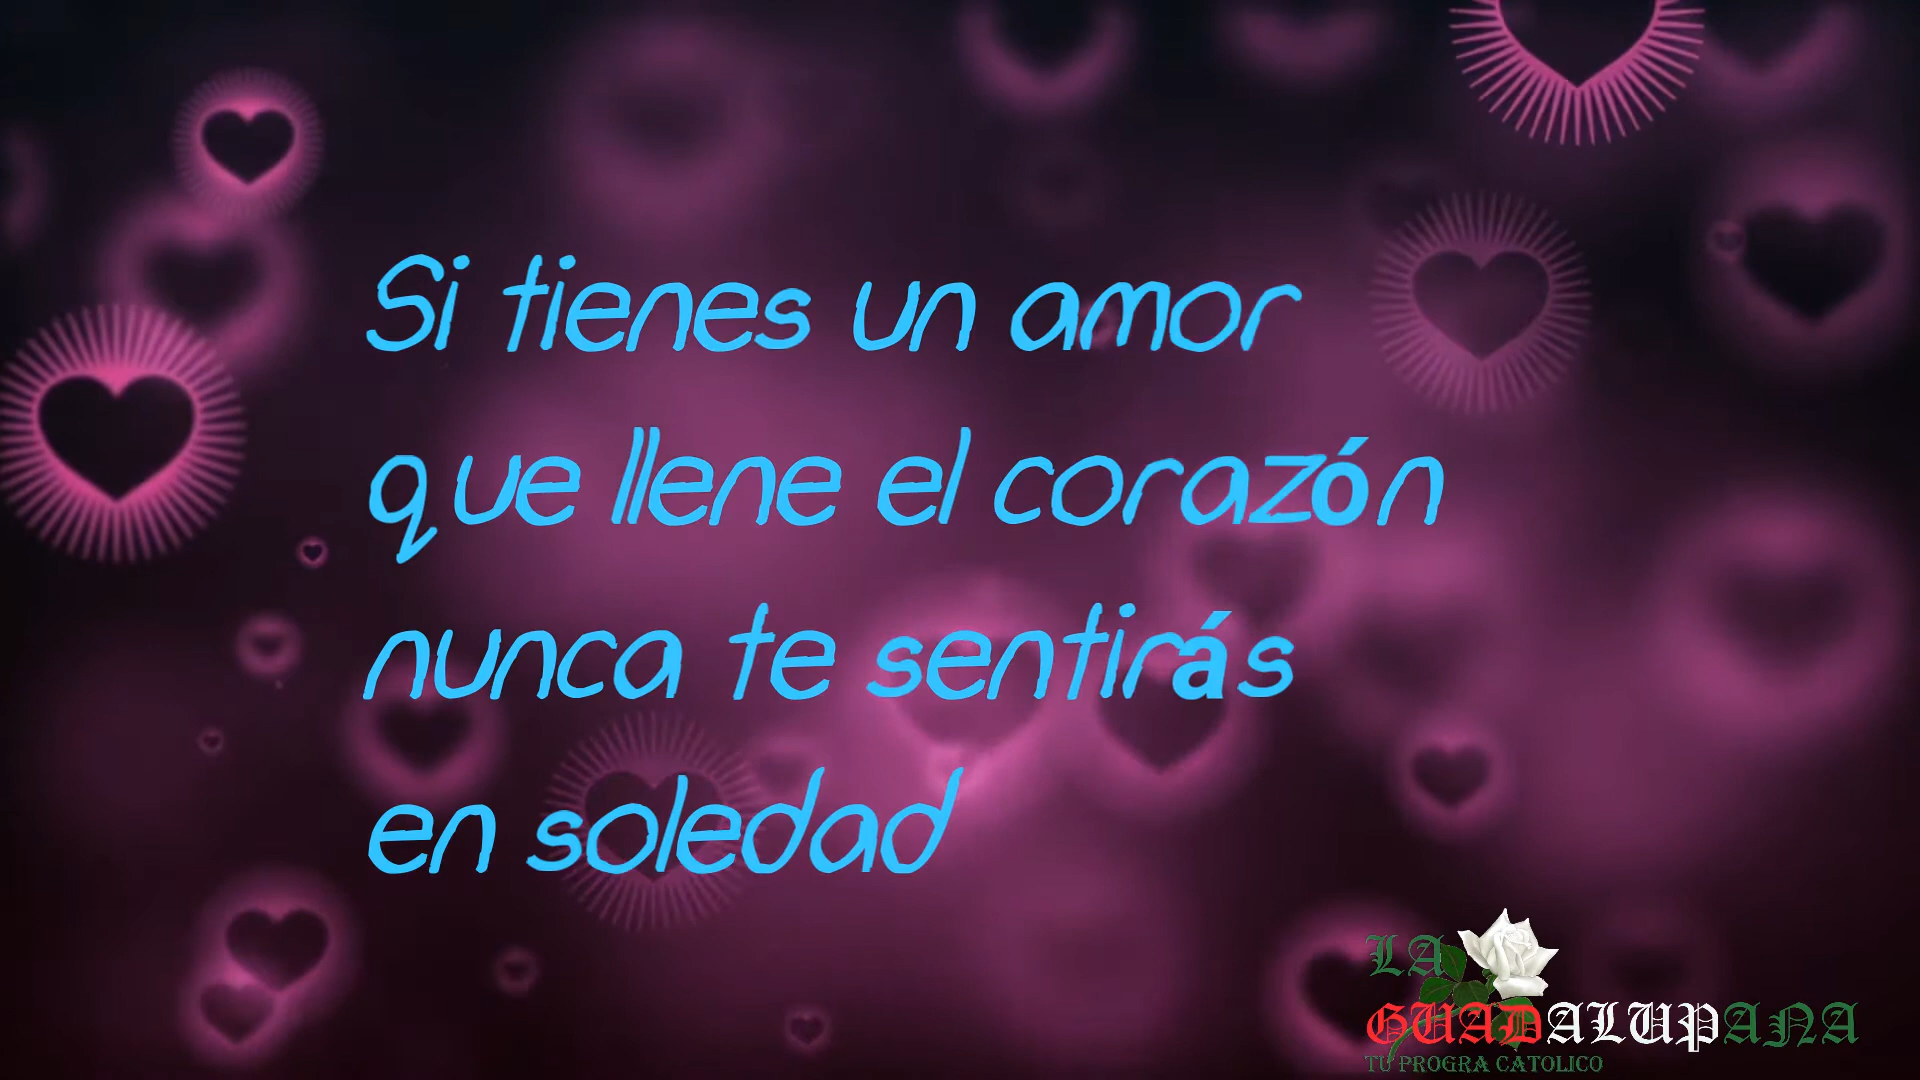 Si tienes un amor
que llene el corazón
nunca te sentirás
en soledad
LA
GUADALUPANA
TU PROGRA CATOLICO